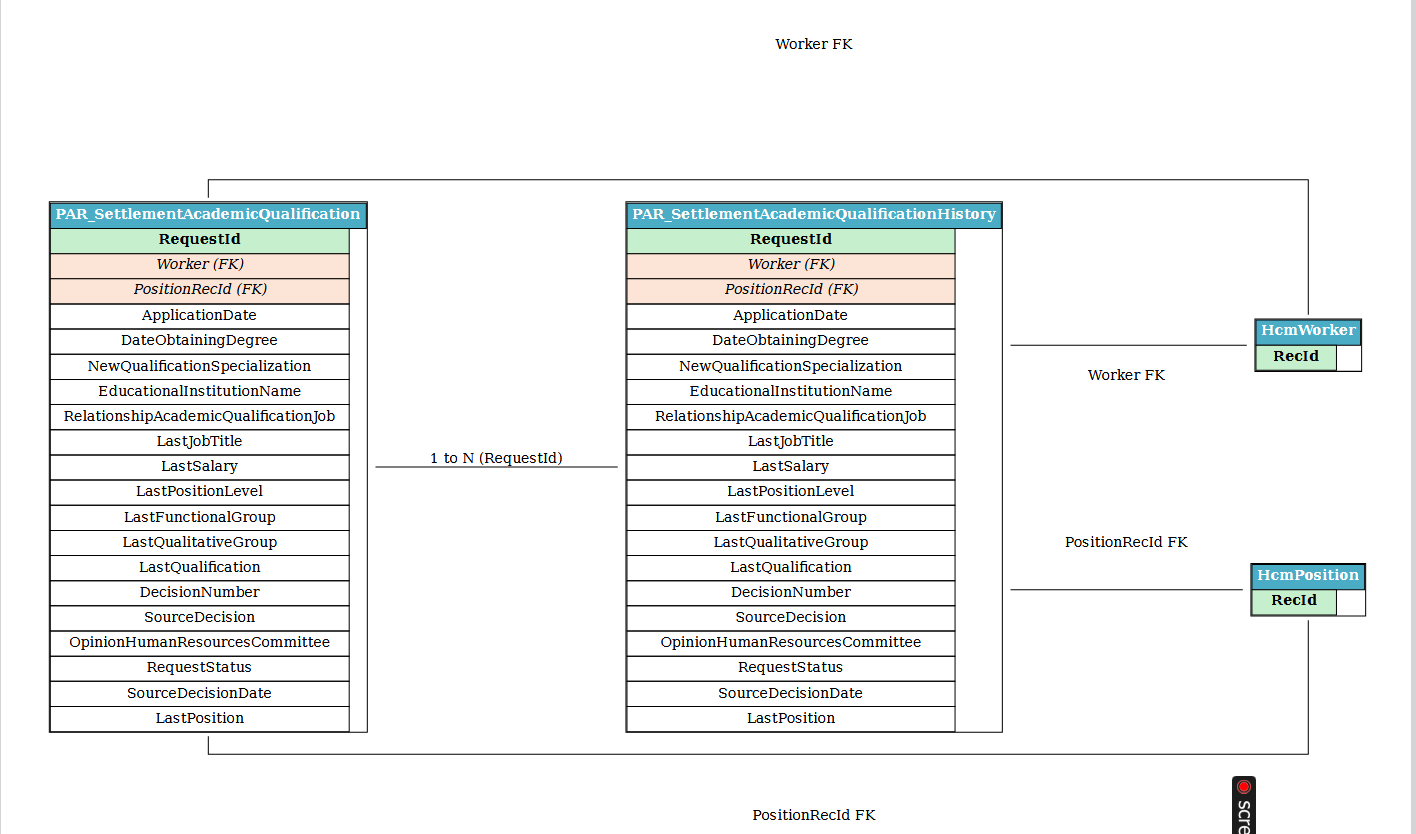 Worker FK
PAR_SettlementAcademicQualification
RequestId
Worker (FK)
PositionRecId (FK)
ApplicationDate
DateObtainingDegree
NewQualificationSpecialization
EducationalInstitutionName
RelationshipAcademicQualificationJob
LastJobTitle
LastSalary
LastPositionLevel
LastFunctionalGroup
LastQualitativeGroup
LastQualification
DecisionNumber
SourceDecision
OpinionHumanResourcesCommittee
RequestStatus
SourceDecisionDate
LastPosition
1 to N (RequestId)
PAR_SettlementAcademicQualificationHistory
RequestId
Worker (FK)
PositionRecId (FK)
ApplicationDate
DateObtainingDegree
NewQualificationSpecialization
EducationalInstitutionName
RelationshipAcademicQualificationJob
LastJobTitle
LastSalary
LastPositionLevel
LastFunctionalGroup
LastQualitativeGroup
LastQualification
DecisionNumber
SourceDecision
OpinionHumanResourcesCommittee
RequestStatus
SourceDecisionDate
LastPosition
HcmWorker
RecId
Worker FK
PositionRecId FK
HcmPosition
RecId
PositionRecId FK